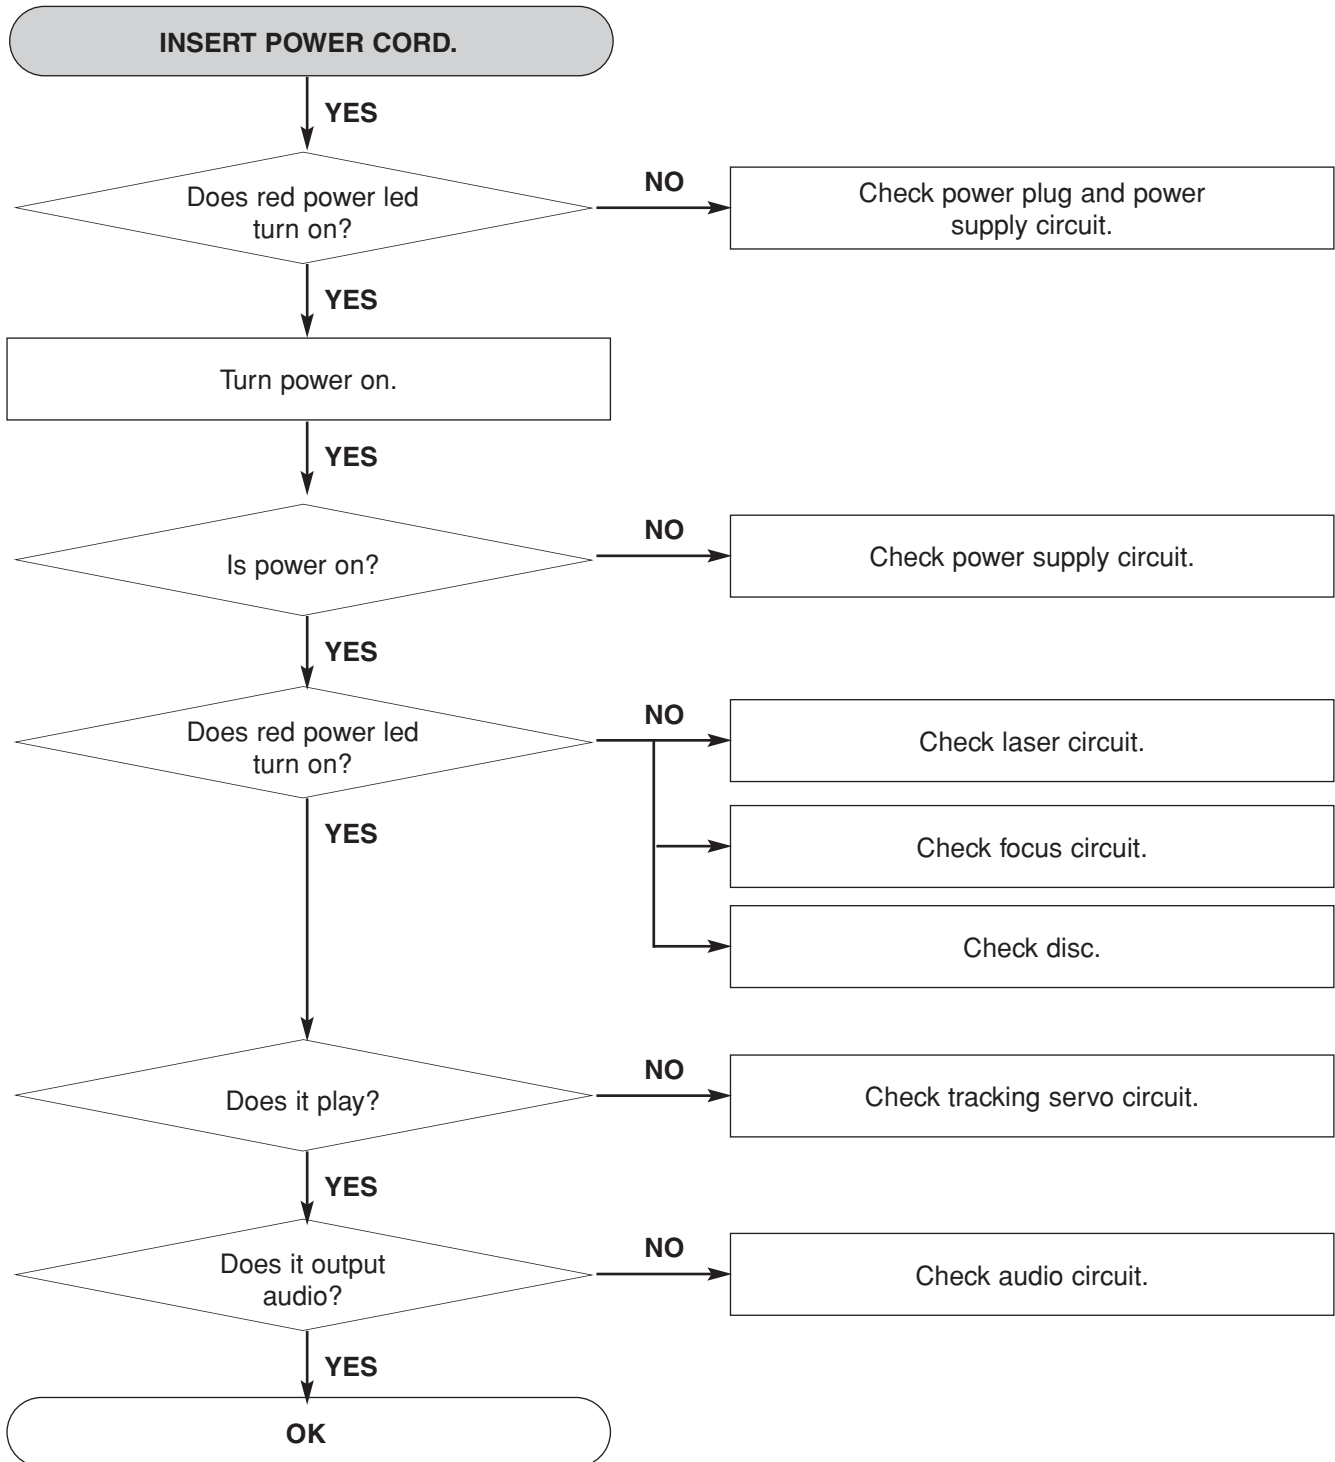 INSERT POWER CORD.
YES
Does red power led
turn on?
NO
Check power plug and power
supply circuit.
YES
Turn power on.
YES
Is power on?
NO
Check power supply circuit.
YES
Does red power led
turn on?
NO
Check laser circuit.
YES
Check focus circuit.
Check disc.
Does it play?
NO
Check tracking servo circuit.
YES
Does it output
audio?
NO
Check audio circuit.
YES
OK